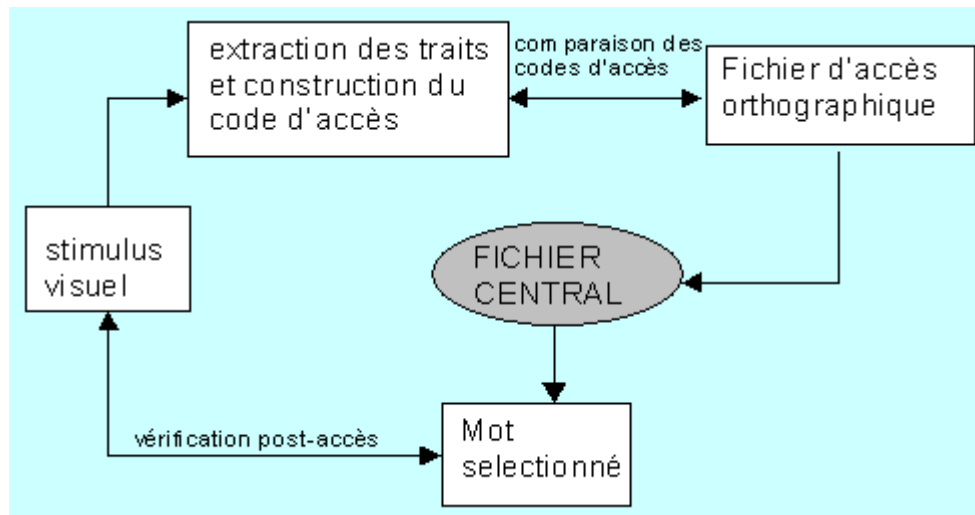 extraction des traits
et construction du
code d'accès
com paraison des
codes d'accès
Fichier d'accès
orthographique
stimulus
visuel
FICHIER
CENTRAL
vérification post-accès
Mot
selectionné